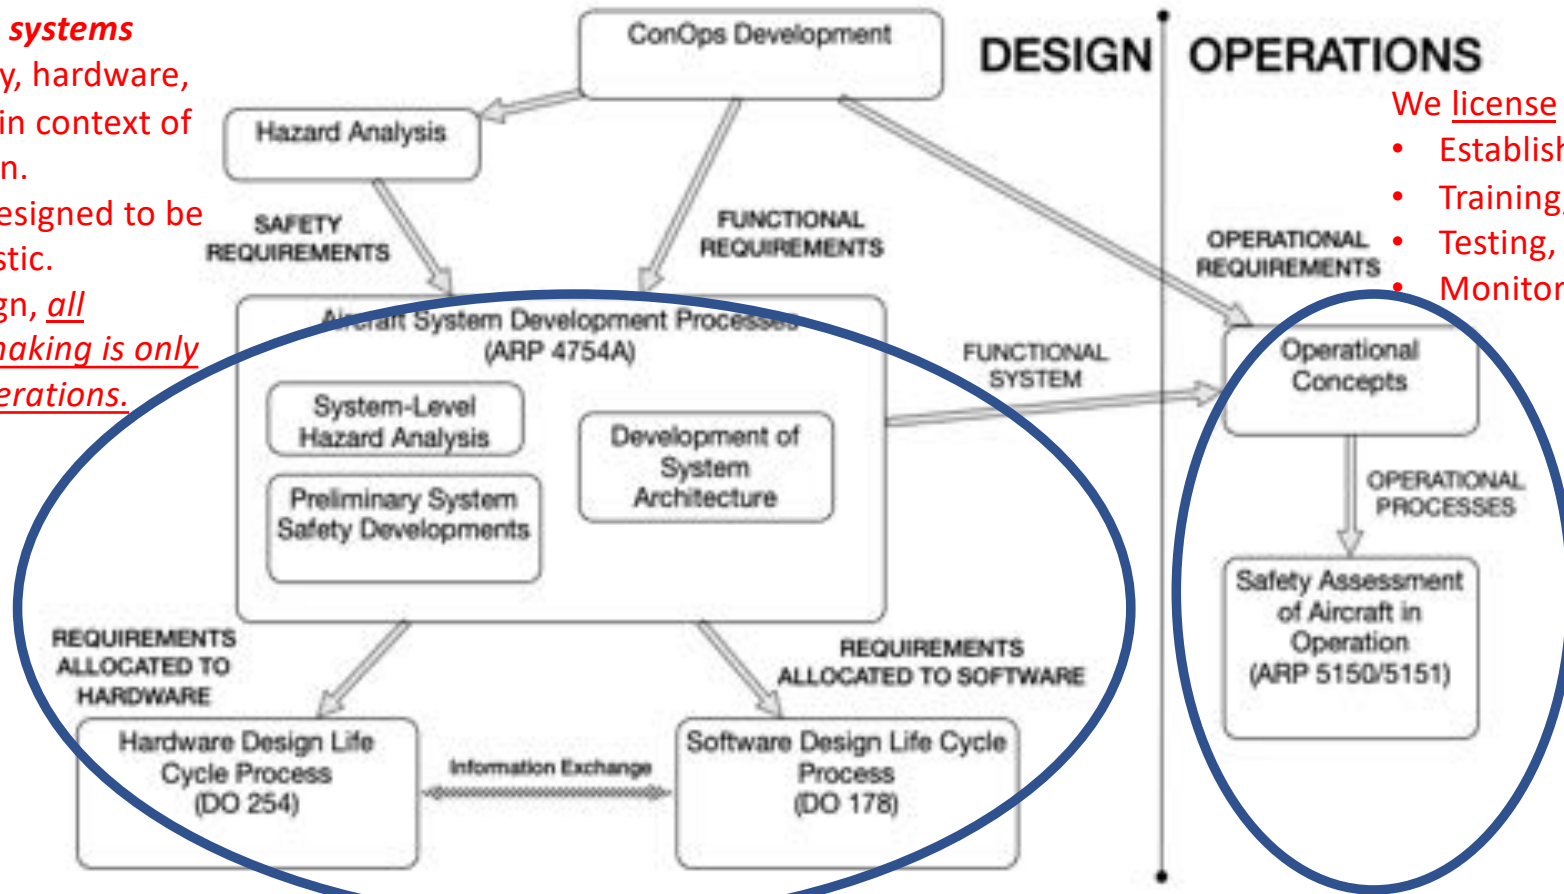 systems
y, hardware,
in context of
n.
esigned to be
stic.
gn, all
naking is only
erations.
ConOps Development
DESIGN
OPERATIONS
We license
• Establish
• Training,
• Testing,
• Monitor
Hazard Analysis
SAFETY
REQUIREMENTS
FUNCTIONAL
REQUIREMENTS
OPERATIONAL
REQUIREMENTS
Aircraft System Development Processes
(ARP 4754A)
System-Level
Hazard Analysis
Preliminary System
Safety Developments
Development of
System
Architecture
FUNCTIONAL
SYSTEM
Operational
Concepts
OPERATIONAL
PROCESSES
Safety Assessment
of Aircraft in
Operation
(ARP 5150/5151)
REQUIREMENTS
ALLOCATED TO
HARDWARE
REQUIREMENTS
ALLOCATED TO SOFTWARE
Hardware Design Life
Cycle Process
(DO 254)
Information Exchange
Software Design Life Cycle
Process
(DO 178)